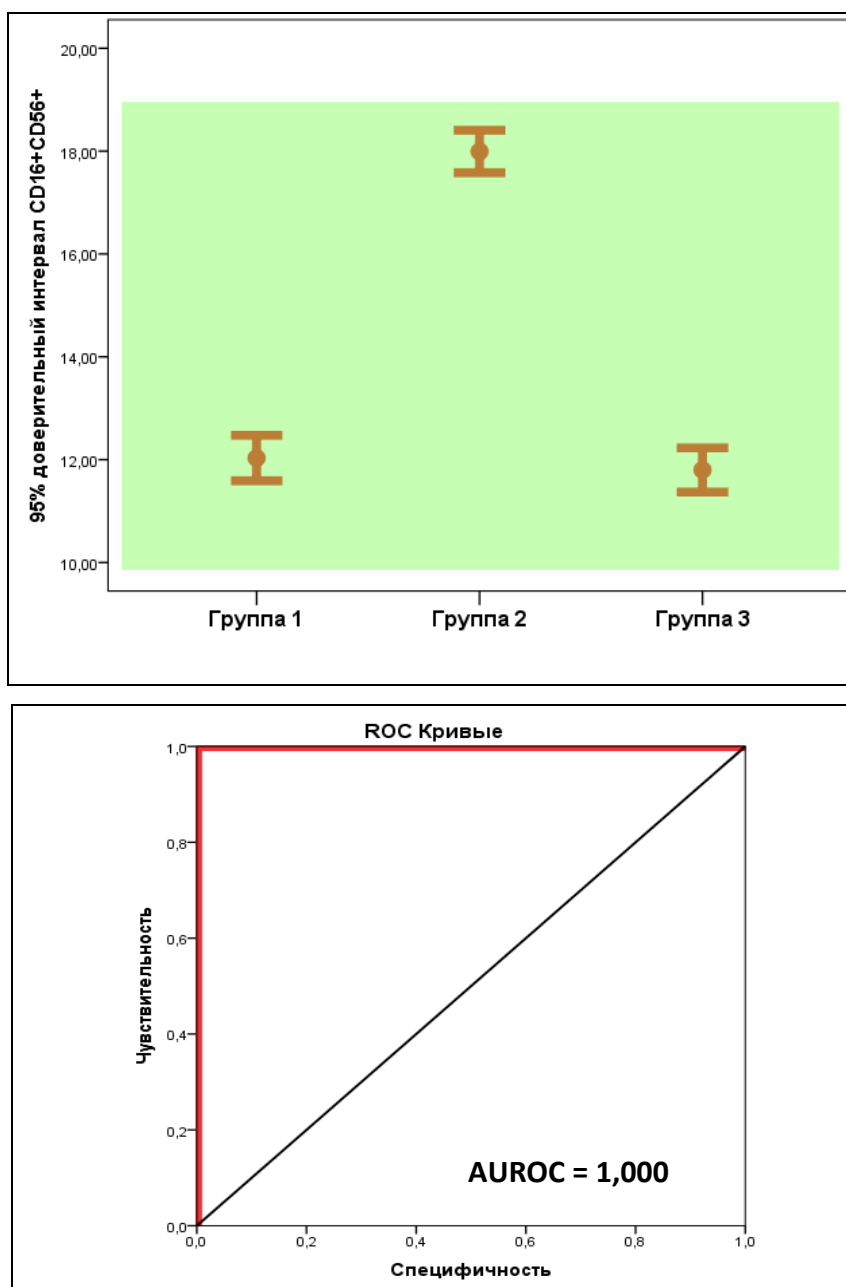 95% доверительный интервал CD16+CD56+
20,00
18,00
16,00
14,00
12,00
10,00
Группа 1 Группа 2 Группа 3
ROC Кривые
Чувствительность
1,0
0,8
0,6
0,4
0,2
0,0
AUROC = 1,000
0,0 0,2 0,4 0,6 0,8 1,0
Специфичность